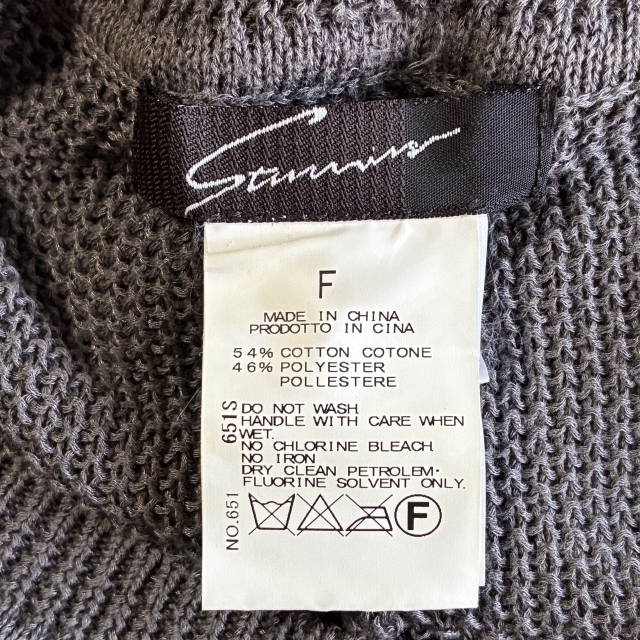 F
MADE IN CHINA
PRODOTTO IN CINA
54% COTTON COTONE
46% POLYESTER
POLLESTERE
DO NOT WASH
HANDLE WITH CARE WHEN
WET.
NO CHLORINE BLEACH
NO IRON
DRY CLEAN PETROLEM·
FLUORINE SOLVENT ONLY.
F
NO.651 651S